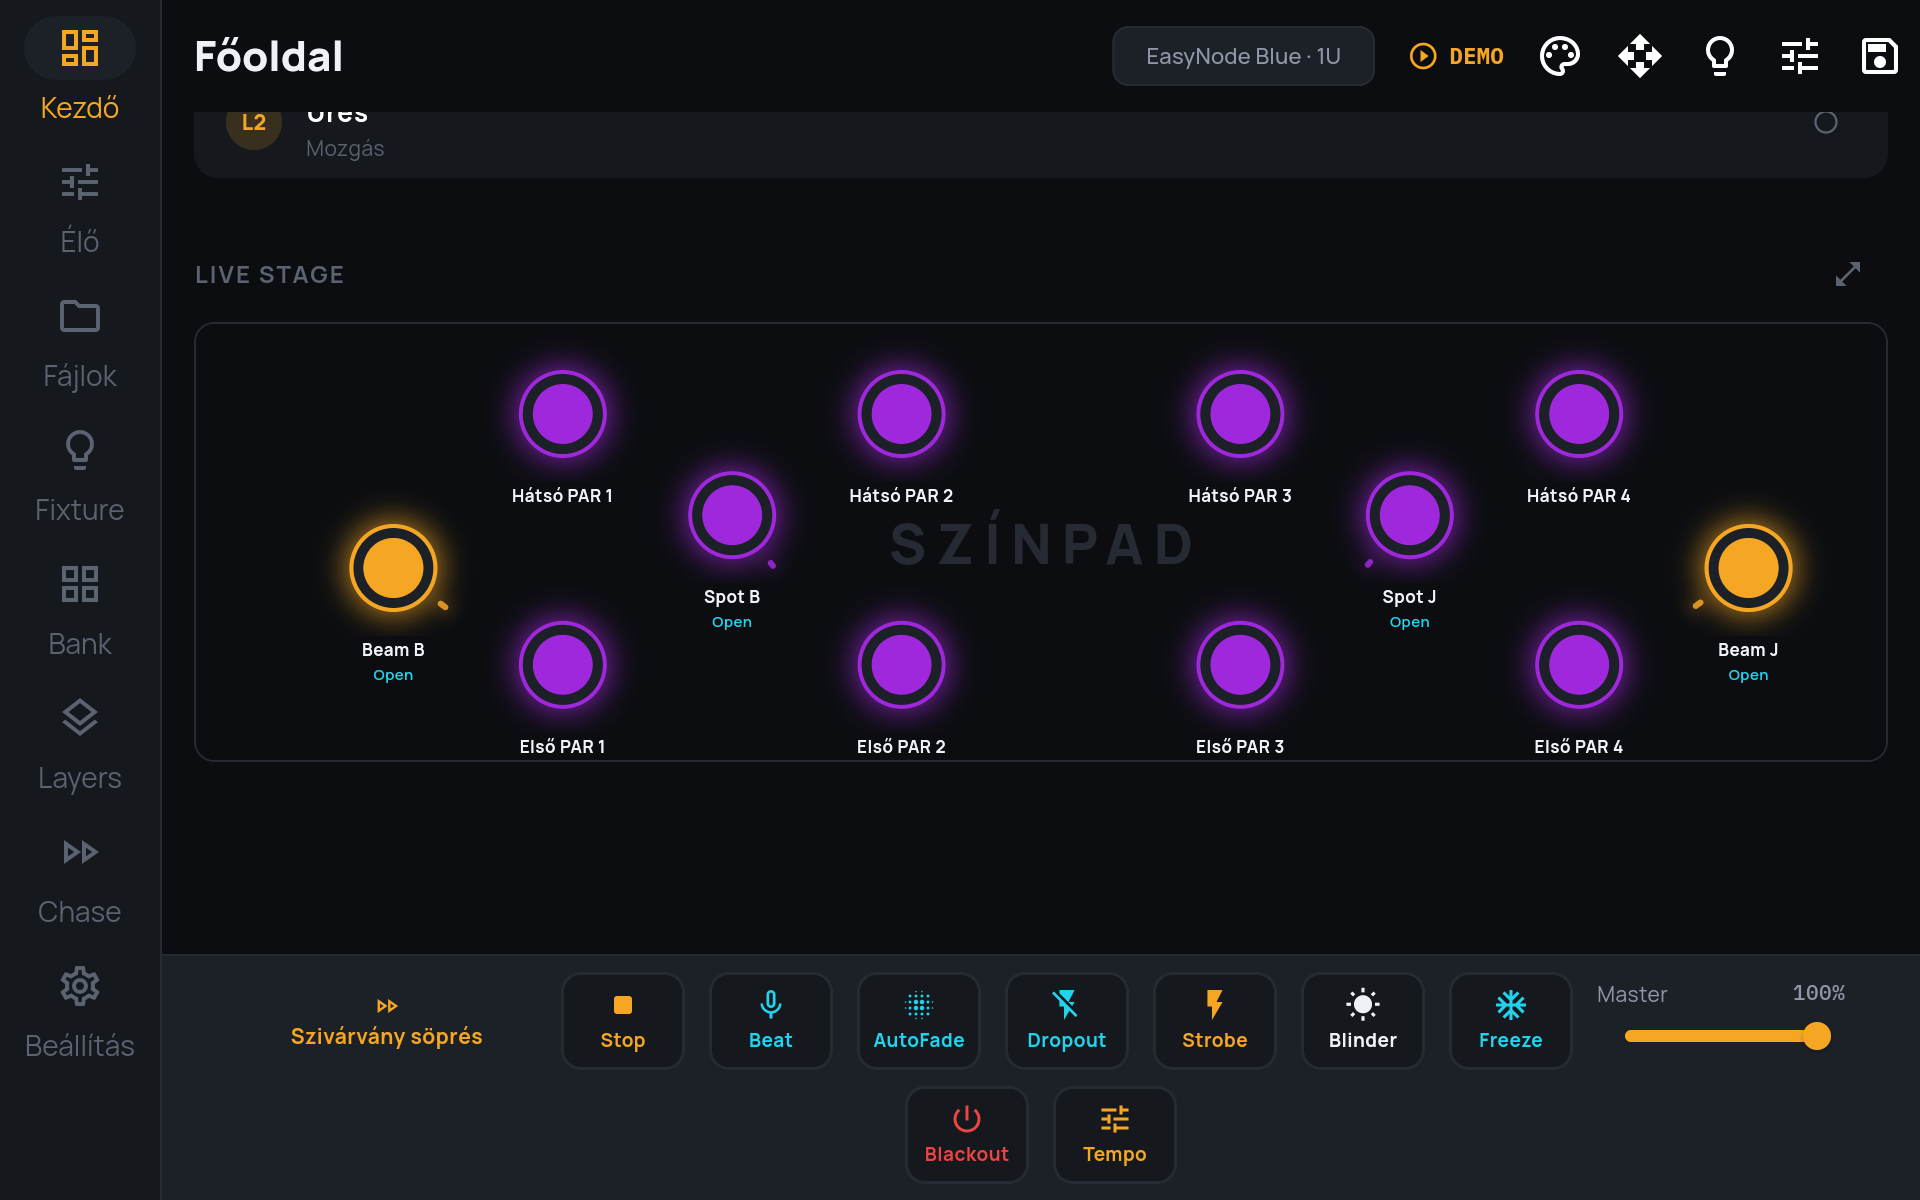 Kezdő
Élő
Fájlok
Fixture
Bank
Layers
Chase
Beállítás
Főoldal
EasyNode Blue · 1U
DEMO
L2
Üres
Mozgás
LIVE STAGE
SZÍNPAD
Hátsó PAR 1
Hátsó PAR 2
Hátsó PAR 3
Hátsó PAR 4
Spot B
Open
Spot J
Open
Beam B
Open
Beam J
Open
Első PAR 1
Első PAR 2
Első PAR 3
Első PAR 4
Szivárvány söprés
Stop
Beat
AutoFade
Dropout
Strobe
Blinder
Freeze
Master
100%
Blackout
Tempo